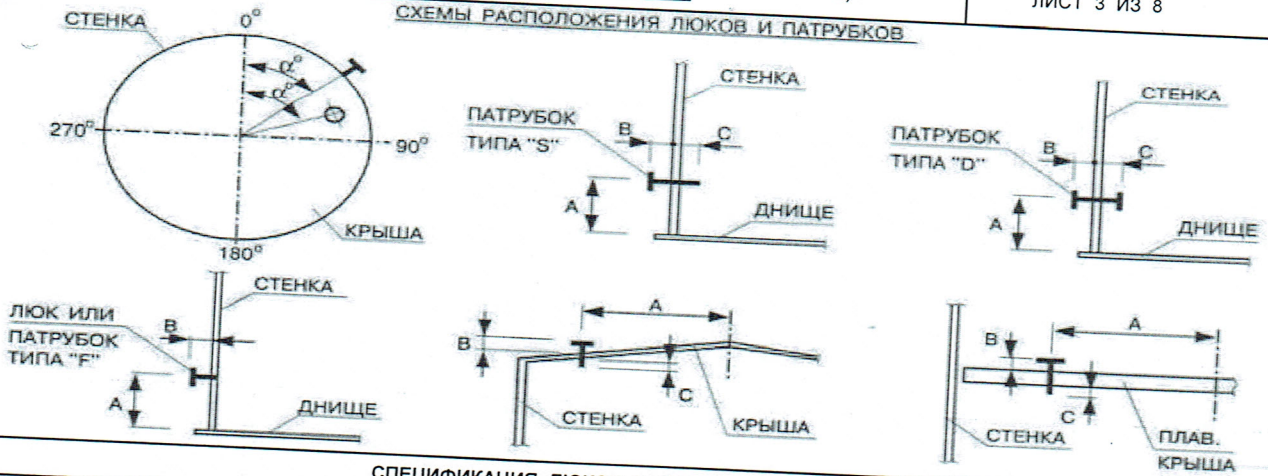 ЛИСТ 3 ИЗ 8
СХЕМЫ РАСПОЛОЖЕНИЯ ЛЮКОВ И ПАТРУБКОВ
СТЕНКА
0°
α°
α°
270°
90°
КРЫША
180°
СТЕНКА
ПАТРУБОК
ТИПА "S"
B
C
A
ДНИЩЕ
СТЕНКА
ПАТРУБОК
ТИПА "D"
B
C
A
ДНИЩЕ
СТЕНКА
ЛЮК ИЛИ
ПАТРУБОК
ТИПА "F"
B
A
ДНИЩЕ
A
B
C
СТЕНКА
КРЫША
A
B
C
СТЕНКА
ПЛАВ.
КРЫША
СПЕЦИФИКАЦИЯ